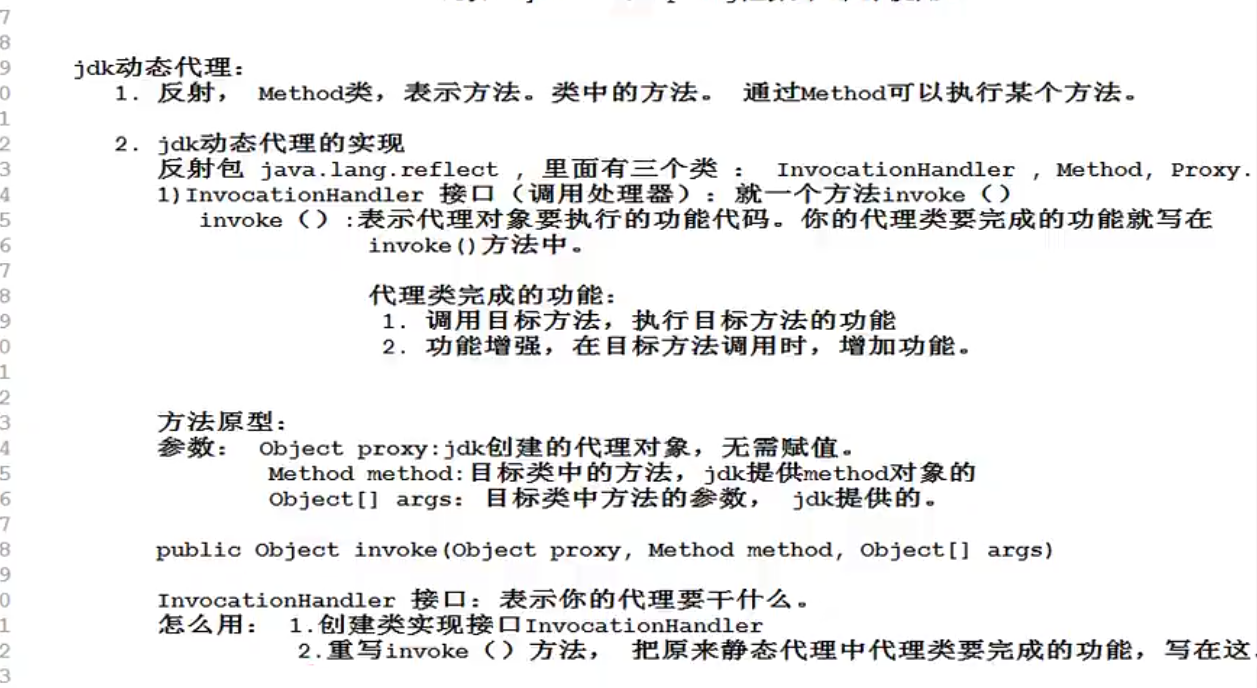 7
8
9 jdk动态代理：
0 1. 反射， Method类，表示方法。类中的方法。 通过Method可以执行某个方法。
1
2 2. jdk动态代理的实现
3 反射包 java.lang.reflect , 里面有三个类 ： InvocationHandler , Method, Proxy.
4 1)InvocationHandler 接口（调用处理器）：就一个方法invoke（）
5 invoke（）:表示代理对象要执行的功能代码。你的代理类要完成的功能就写在
6 invoke()方法中。
7
8 代理类完成的功能：
9 1. 调用目标方法，执行目标方法的功能
0 2. 功能增强，在目标方法调用时，增加功能。
1
2
3 方法原型：
4 参数： Object proxy:jdk创建的代理对象，无需赋值。
5 Method method:目标类中的方法，jdk提供method对象的
6 Object[] args：目标类中方法的参数， jdk提供的。
7
8 public Object invoke(Object proxy, Method method, Object[] args)
9
0 InvocationHandler 接口：表示你的代理要干什么。
1 怎么用： 1.创建类实现接口InvocationHandler
2 2.重写invoke（）方法， 把原来静态代理中代理类要完成的功能，写在这
3